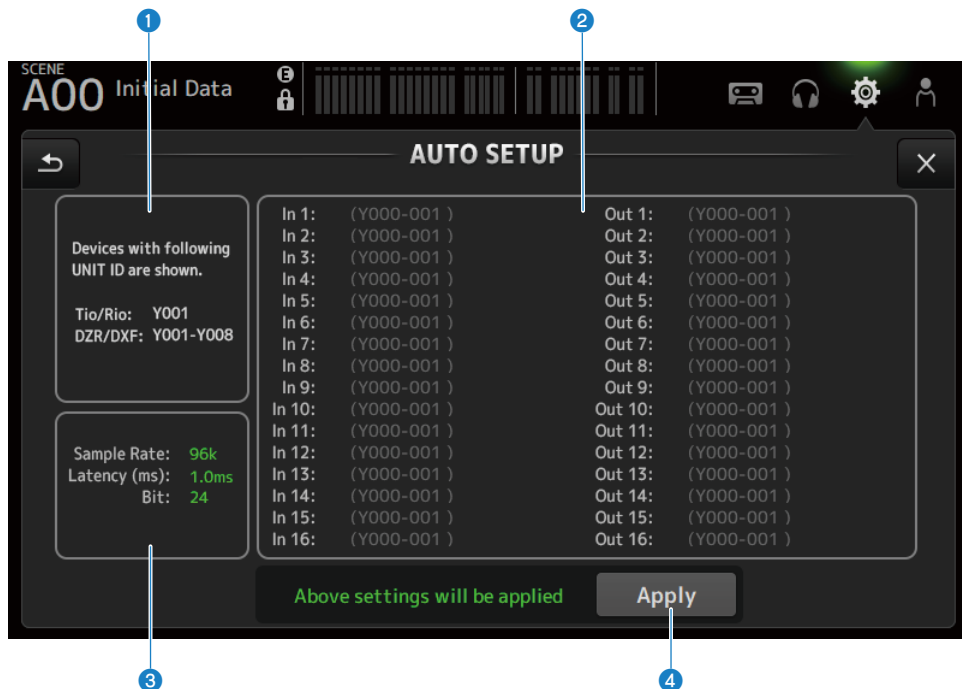 1
2
SCENE
A00 Initial Data
E
AUTO SETUP
Devices with following
UNIT ID are shown.
Tio/Rio: Y001
DZR/DXF: Y001-Y008
Sample Rate: 96k
Latency (ms): 1.0ms
Bit: 24
In 1: (Y000-001 ) Out 1: (Y000-001 )
In 2: (Y000-001 ) Out 2: (Y000-001 )
In 3: (Y000-001 ) Out 3: (Y000-001 )
In 4: (Y000-001 ) Out 4: (Y000-001 )
In 5: (Y000-001 ) Out 5: (Y000-001 )
In 6: (Y000-001 ) Out 6: (Y000-001 )
In 7: (Y000-001 ) Out 7: (Y000-001 )
In 8: (Y000-001 ) Out 8: (Y000-001 )
In 9: (Y000-001 ) Out 9: (Y000-001 )
In 10: (Y000-001 ) Out 10: (Y000-001 )
In 11: (Y000-001 ) Out 11: (Y000-001 )
In 12: (Y000-001 ) Out 12: (Y000-001 )
In 13: (Y000-001 ) Out 13: (Y000-001 )
In 14: (Y000-001 ) Out 14: (Y000-001 )
In 15: (Y000-001 ) Out 15: (Y000-001 )
In 16: (Y000-001 ) Out 16: (Y000-001 )
Above settings will be applied
Apply
3
4